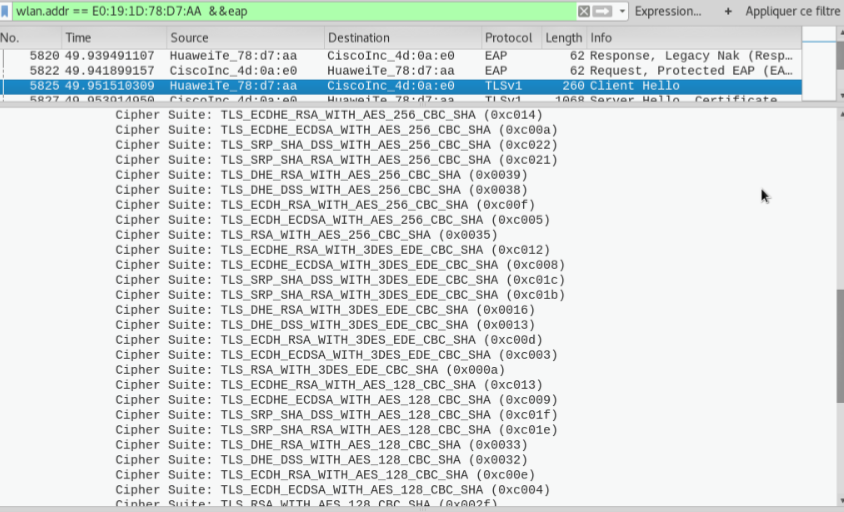 wlan.addr == E0:19:1D:78:D7:AA &&eap Expression... + Appliquer ce filtre
No. Time Source Destination Protocol Length Info
5820 49.939491107 HuaweiTe_78:d7:aa CiscoInc_4d:0a:e0 EAP 62 Response, Legacy Nak (Resp…
5822 49.941899157 CiscoInc_4d:0a:e0 HuaweiTe_78:d7:aa EAP 62 Request, Protected EAP (EA…
5825 49.951510309 HuaweiTe_78:d7:aa CiscoInc_4d:0a:e0 TLSv1 260 Client Hello
5827 49.953914950 CiscoInc_4d:0a:e0 HuaweiTe_78:d7:aa TLSv1 1068 Server Hello, Certificate,
Cipher Suite: TLS_ECDHE_RSA_WITH_AES_256_CBC_SHA (0xc014)
Cipher Suite: TLS_ECDHE_ECDSA_WITH_AES_256_CBC_SHA (0xc00a)
Cipher Suite: TLS_SRP_SHA_DSS_WITH_AES_256_CBC_SHA (0xc022)
Cipher Suite: TLS_SRP_SHA_RSA_WITH_AES_256_CBC_SHA (0xc021)
Cipher Suite: TLS_DHE_RSA_WITH_AES_256_CBC_SHA (0x0039)
Cipher Suite: TLS_DHE_DSS_WITH_AES_256_CBC_SHA (0x0038)
Cipher Suite: TLS_ECDH_RSA_WITH_AES_256_CBC_SHA (0xc00f)
Cipher Suite: TLS_ECDH_ECDSA_WITH_AES_256_CBC_SHA (0xc005)
Cipher Suite: TLS_RSA_WITH_AES_256_CBC_SHA (0x0035)
Cipher Suite: TLS_ECDHE_RSA_WITH_3DES_EDE_CBC_SHA (0xc012)
Cipher Suite: TLS_ECDHE_ECDSA_WITH_3DES_EDE_CBC_SHA (0xc008)
Cipher Suite: TLS_SRP_SHA_DSS_WITH_3DES_EDE_CBC_SHA (0xc01c)
Cipher Suite: TLS_SRP_SHA_RSA_WITH_3DES_EDE_CBC_SHA (0xc01b)
Cipher Suite: TLS_DHE_RSA_WITH_3DES_EDE_CBC_SHA (0x0016)
Cipher Suite: TLS_DHE_DSS_WITH_3DES_EDE_CBC_SHA (0x0013)
Cipher Suite: TLS_ECDH_RSA_WITH_3DES_EDE_CBC_SHA (0xc00d)
Cipher Suite: TLS_ECDH_ECDSA_WITH_3DES_EDE_CBC_SHA (0xc003)
Cipher Suite: TLS_RSA_WITH_3DES_EDE_CBC_SHA (0x000a)
Cipher Suite: TLS_ECDHE_RSA_WITH_AES_128_CBC_SHA (0xc013)
Cipher Suite: TLS_ECDHE_ECDSA_WITH_AES_128_CBC_SHA (0xc009)
Cipher Suite: TLS_SRP_SHA_DSS_WITH_AES_128_CBC_SHA (0xc01f)
Cipher Suite: TLS_SRP_SHA_RSA_WITH_AES_128_CBC_SHA (0xc01e)
Cipher Suite: TLS_DHE_RSA_WITH_AES_128_CBC_SHA (0x0033)
Cipher Suite: TLS_DHE_DSS_WITH_AES_128_CBC_SHA (0x0032)
Cipher Suite: TLS_ECDH_RSA_WITH_AES_128_CBC_SHA (0xc00e)
Cipher Suite: TLS_ECDH_ECDSA_WITH_AES_128_CBC_SHA (0xc004)
Cipher Suite: TLS_RSA_WITH_AES_128_CBC_SHA (0x002f)